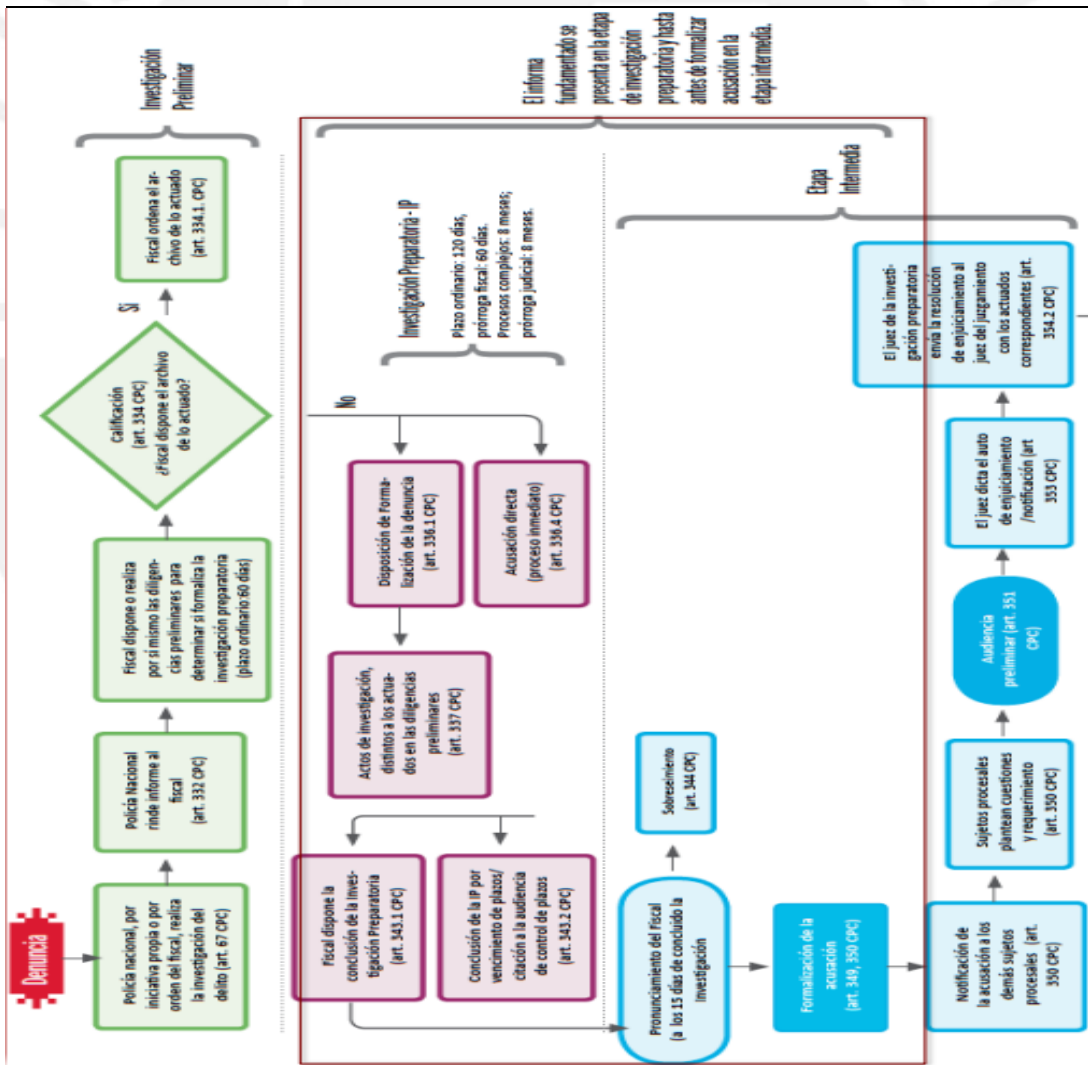 Denuncia
Policía nacional, por
iniciativa propia o por
orden del fiscal, realiza
la investigación del
delito (art. 67 CPC)
Policía Nacional
rinde informe al
fiscal
(art. 332 CPC)
Fiscal dispone o realiza
por sí mismo las diligen-
cias preliminares para
determinar si formaliza la
investigación preparatoria
(plazo ordinario:60 días)
Calificación
(art. 334 CPC)
¿Fiscal dispone el archivo
de lo actuado?
Si
Fiscal ordena el ar-
chivo de lo actuado
(art. 334.1. CPC)
Investigación
Preliminar
No
Disposición de Forma-
lización de la denuncia
(art. 336.1 CPC)
Acusación directa
(proceso inmediato)
(art. 336.4 CPC)
Actos de investigación,
distintos a los actua-
dos en las diligencias
preliminares
(art. 337 CPC)
Fiscal dispone la
conclusión de la Inves-
tigación Preparatoria
(art. 343.1 CPC)
Conclusión de la IP por
vencimiento de plazos/
citación a la audiencia
de control de plazos
(art. 343.2 CPC)
Investigación Preparatoria - IP
Plazo ordinario: 120 días,
prórroga fiscal: 60 días.
Procesos complejos: 8 meses;
prórroga judicial: 8 meses.
El informa
fundamentado se
presenta en la etapa
de investigación
preparatoria y hasta
antes de formalizar
acusación en la
etapa intermedia.
Pronunciamiento del Fiscal
(a los 15 días de concluido la
Investigación
Sobreseimiento
(art. 344 CPC)
Formalización de la
acusación
(art. 349, 350 CPC)
Etapa
Intermedia
Notificación de
la acusación a los
demás sujetos
procesales (art.
350 CPC)
Sujetos procesales
plantean cuestiones
y requerimiento
(art. 350 CPC)
Audiencia
preliminar (art. 351
CPC)
El juez dicta el auto
de enjuiciamiento
/notificación (art
353 CPC)
El juez de la investi-
gación preparatoria
envía la resolución
de enjuiciamiento al
juez del juzgamiento
con los actuados
correspondientes (art.
354.2 CPC)